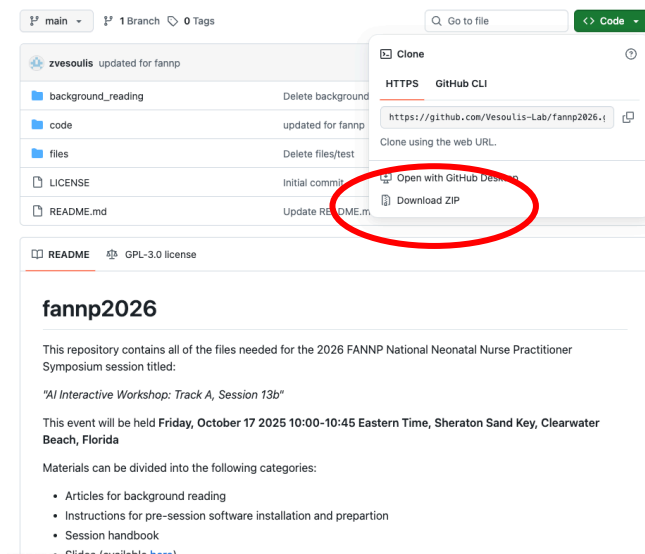 main
1 Branch
0 Tags
Go to file
<> Code
Clone
HTTPS
GitHub CLI
https://github.com/Vesoulis-Lab/fannp2026.g
Clone using the web URL.
Open with GitHub Desktop
Download ZIP
zvesoulis updated for fannp
background_reading
Delete background
code
updated for fannp
files
Delete files/test
LICENSE
Initial commit
README.md
Update README.m
README
GPL-3.0 license
fannp2026
This repository contains all of the files needed for the 2026 FANNP National Neonatal Nurse Practitioner
Symposium session titled:
"AI Interactive Workshop: Track A, Session 13b"
This event will be held Friday, October 17 2025 10:00-10:45 Eastern Time, Sheraton Sand Key, Clearwater
Beach, Florida
Materials can be divided into the following categories:
• Articles for background reading
• Instructions for pre-session software installation and prepartion
• Session handbook
• Slides (available here)